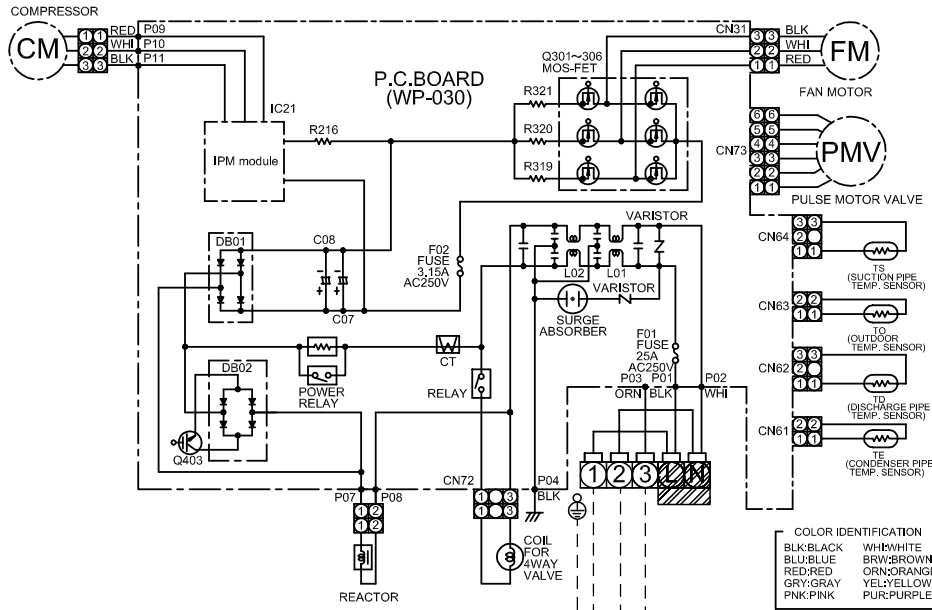 COMPRESSOR
CM
1 1
2 2
3 3
RED
WHI
BLK
P09
P10
P11
P.C.BOARD
(WP-030)
IC21
IPM module
R216
Q301~306
MOS-FET
R321
R320
R319
CN31
3 3
2 2
1 1
BLK
WHI
RED
FM
FAN MOTOR
CN73
6 6
5 5
4 4
3 3
2 2
1 1
PMV
PULSE MOTOR VALVE
DB01
C08
C07
F02
FUSE
3.15A
AC250V
VARISTOR
L02
L01
VARISTOR
SURGE
ABSORBER
F01
FUSE
25A
AC250V
CN64
3 3
2
1 1
TS
(SUCTION PIPE
TEMP. SENSOR)
CN63
2 2
1 1
TO
(OUTDOOR
TEMP. SENSOR)
CN62
3 3
2
1 1
TD
(DISCHARGE PIPE
TEMP. SENSOR)
CN61
2 2
1 1
TE
(CONDENSER PIPE
TEMP. SENSOR)
DB02
Q403
POWER
RELAY
CT
RELAY
P03
P01
P02
ORN
BLK
WHI
1 2 3 L N
P07
P08
1 2
1 2
REACTOR
CN72
1 3
1 3
P04
BLK
COIL
FOR
4WAY
VALVE
COLOR IDENTIFICATION
BLK:BLACK WHI:WHITE
BLU:BLUE BRW:BROWN
RED:RED ORN:ORANGE
GRY:GRAY YEL:YELLOW
PNK:PINK PUR:PURPLE